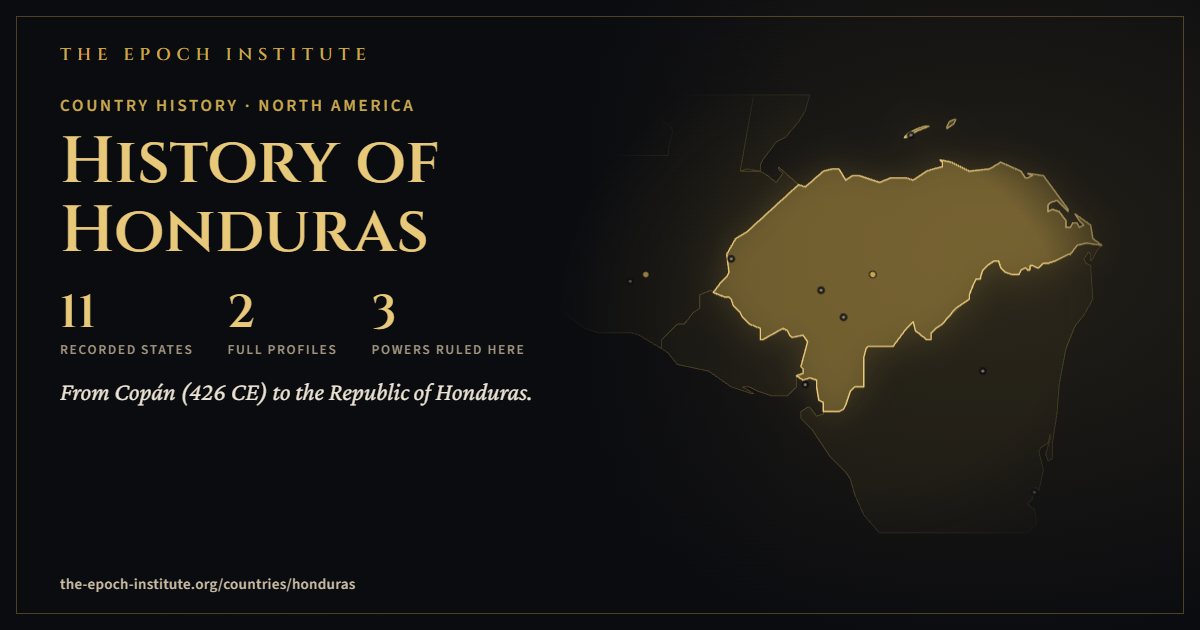 THE EPOCH INSTITUTE
COUNTRY HISTORY · NORTH AMERICA
HISTORY OF
HONDURAS
11 2 3
RECORDED STATES FULL PROFILES POWERS RULED HERE
From Copán (426 CE) to the Republic of Honduras.
the-epoch-institute.org/countries/honduras